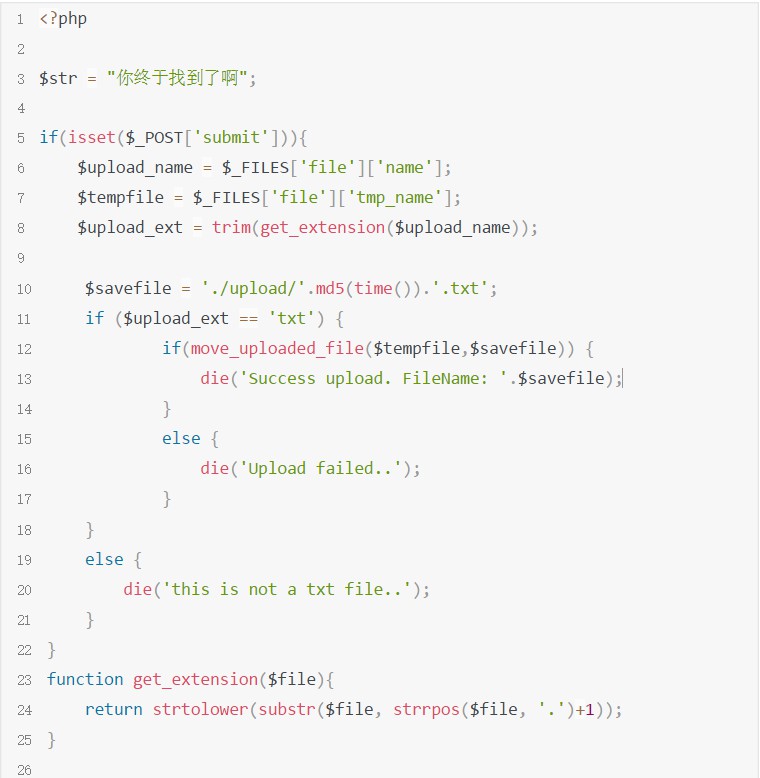 1 <?php
2
3 $str = "你终于找到了啊";
4
5 if(isset($_POST['submit'])){
6     $upload_name = $_FILES['file']['name'];
7     $tempfile = $_FILES['file']['tmp_name'];
8     $upload_ext = trim(get_extension($upload_name));
9
10      $savefile = './upload/'.md5(time()).'.txt';
11      if ($upload_ext == 'txt') {
12              if(move_uploaded_file($tempfile,$savefile)) {
13                  die('Success upload. FileName: '.$savefile);
14              }
15              else {
16                  die('Upload failed..');
17              }
18      }
19      else {
20          die('this is not a txt file..');
21      }
22  }
23  function get_extension($file){
24      return strtolower(substr($file, strrpos($file, '.')+1));
25  }
26